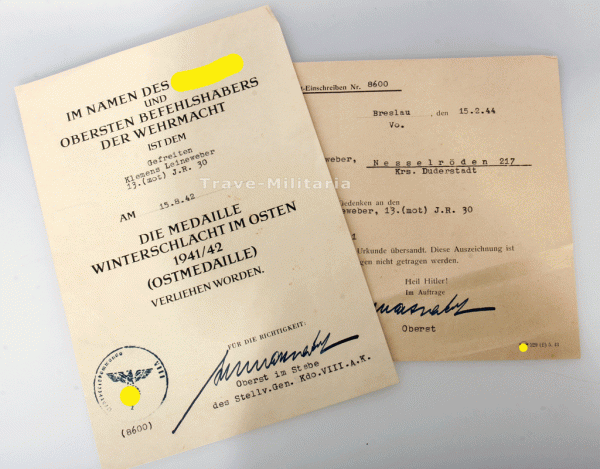 IM NAMEN DES
UND
OBERSTEN BEFEHLSHABERS
DER WEHRMACHT
IST DEM
Gefreiten
Klemens Leineweber
13.(mot) J.R. 30
AM 15.8.42
DIE MEDAILLE
WINTERSCHLACHT IM OSTEN
1941/42
(OSTMEDAILLE)
VERLIEHEN WORDEN.
FÜR DIE RICHTIGKEIT:
Oberst im Stabe
des Stellv.Gen. Kdo.VIII.A.K.
(8600)
t-Einschreiben Nr. 8600
Breslau, den 15.2.44
Vo.
weber, Nesselröden 217
Krs. Duderstadt
denken an den
eweber, 13.(mot) J.R. 30
Urkunde übersandt. Diese Auszeichnung ist
gen nicht getragen werden.
Heil Hitler!
Im Auftrage
Oberst
Trave-Militaria